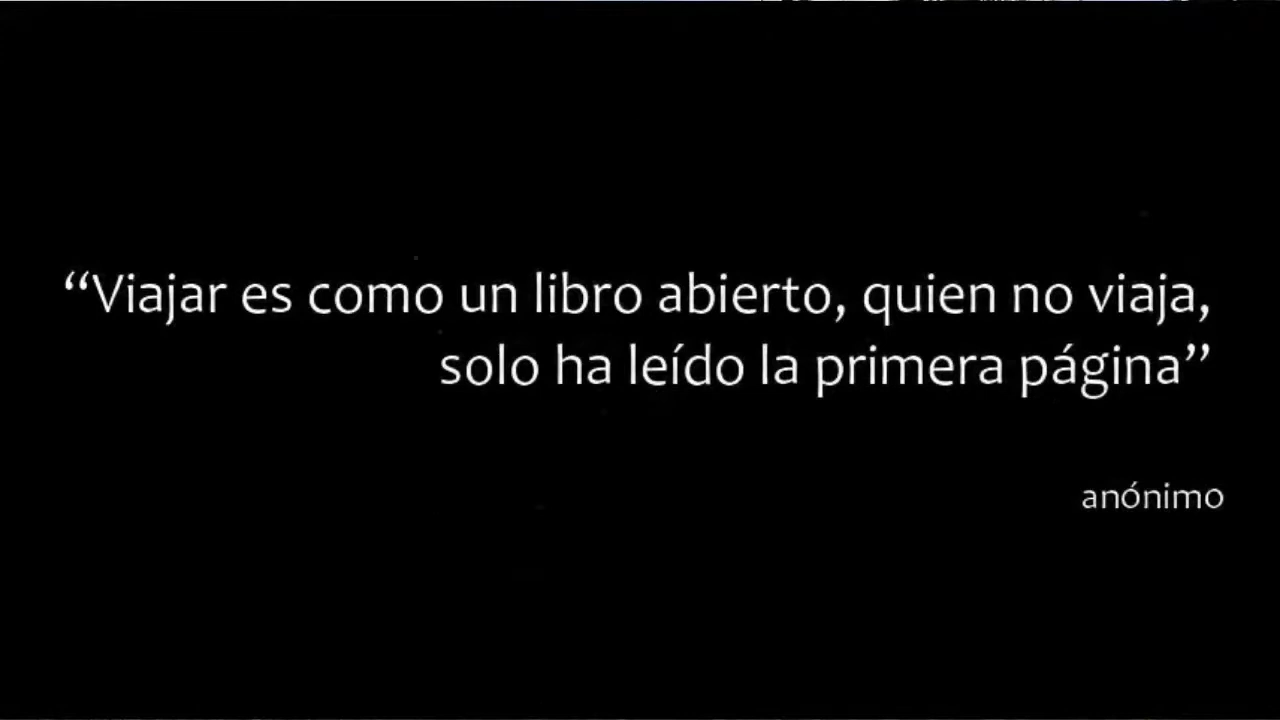 “Viajar es como un libro abierto, quien no viaja,
solo ha leído la primera página”
anónimo